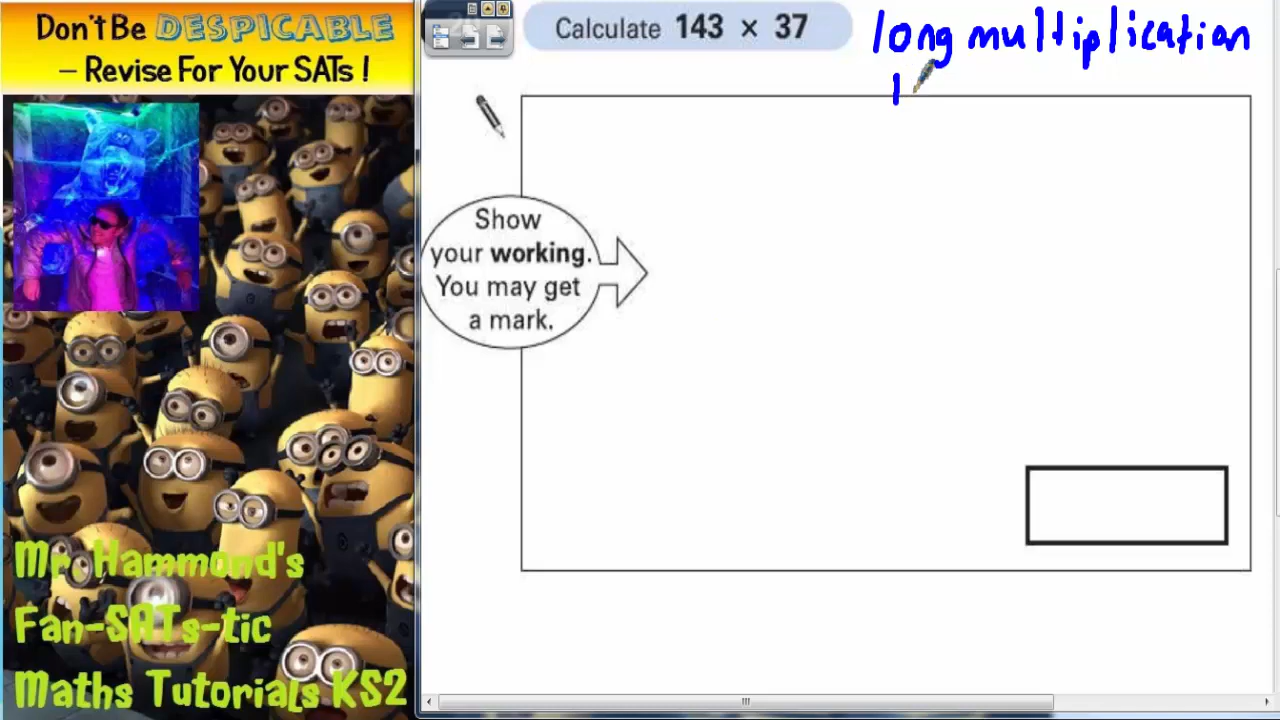 Don't Be DESPICABLE
– Revise For Your SATs !
Mr. Hammond's
Fan-SATs-tic
Maths Tutorials KS2
Calculate 143 × 37
long multiplication
Show
your working.
You may get
a mark.